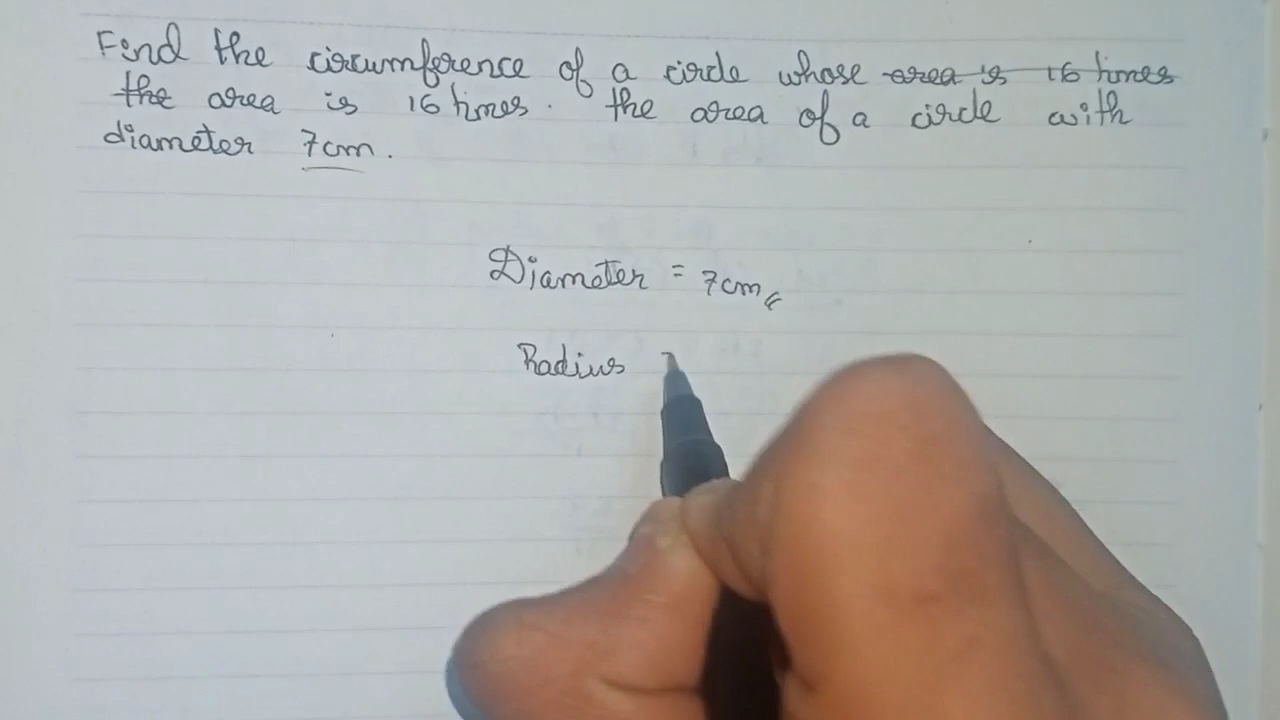 Find the circumference of a circle whose area is 16 times
the area is 16 times. the area of a circle with
diameter 7cm.
Diameter = 7cm
Radius